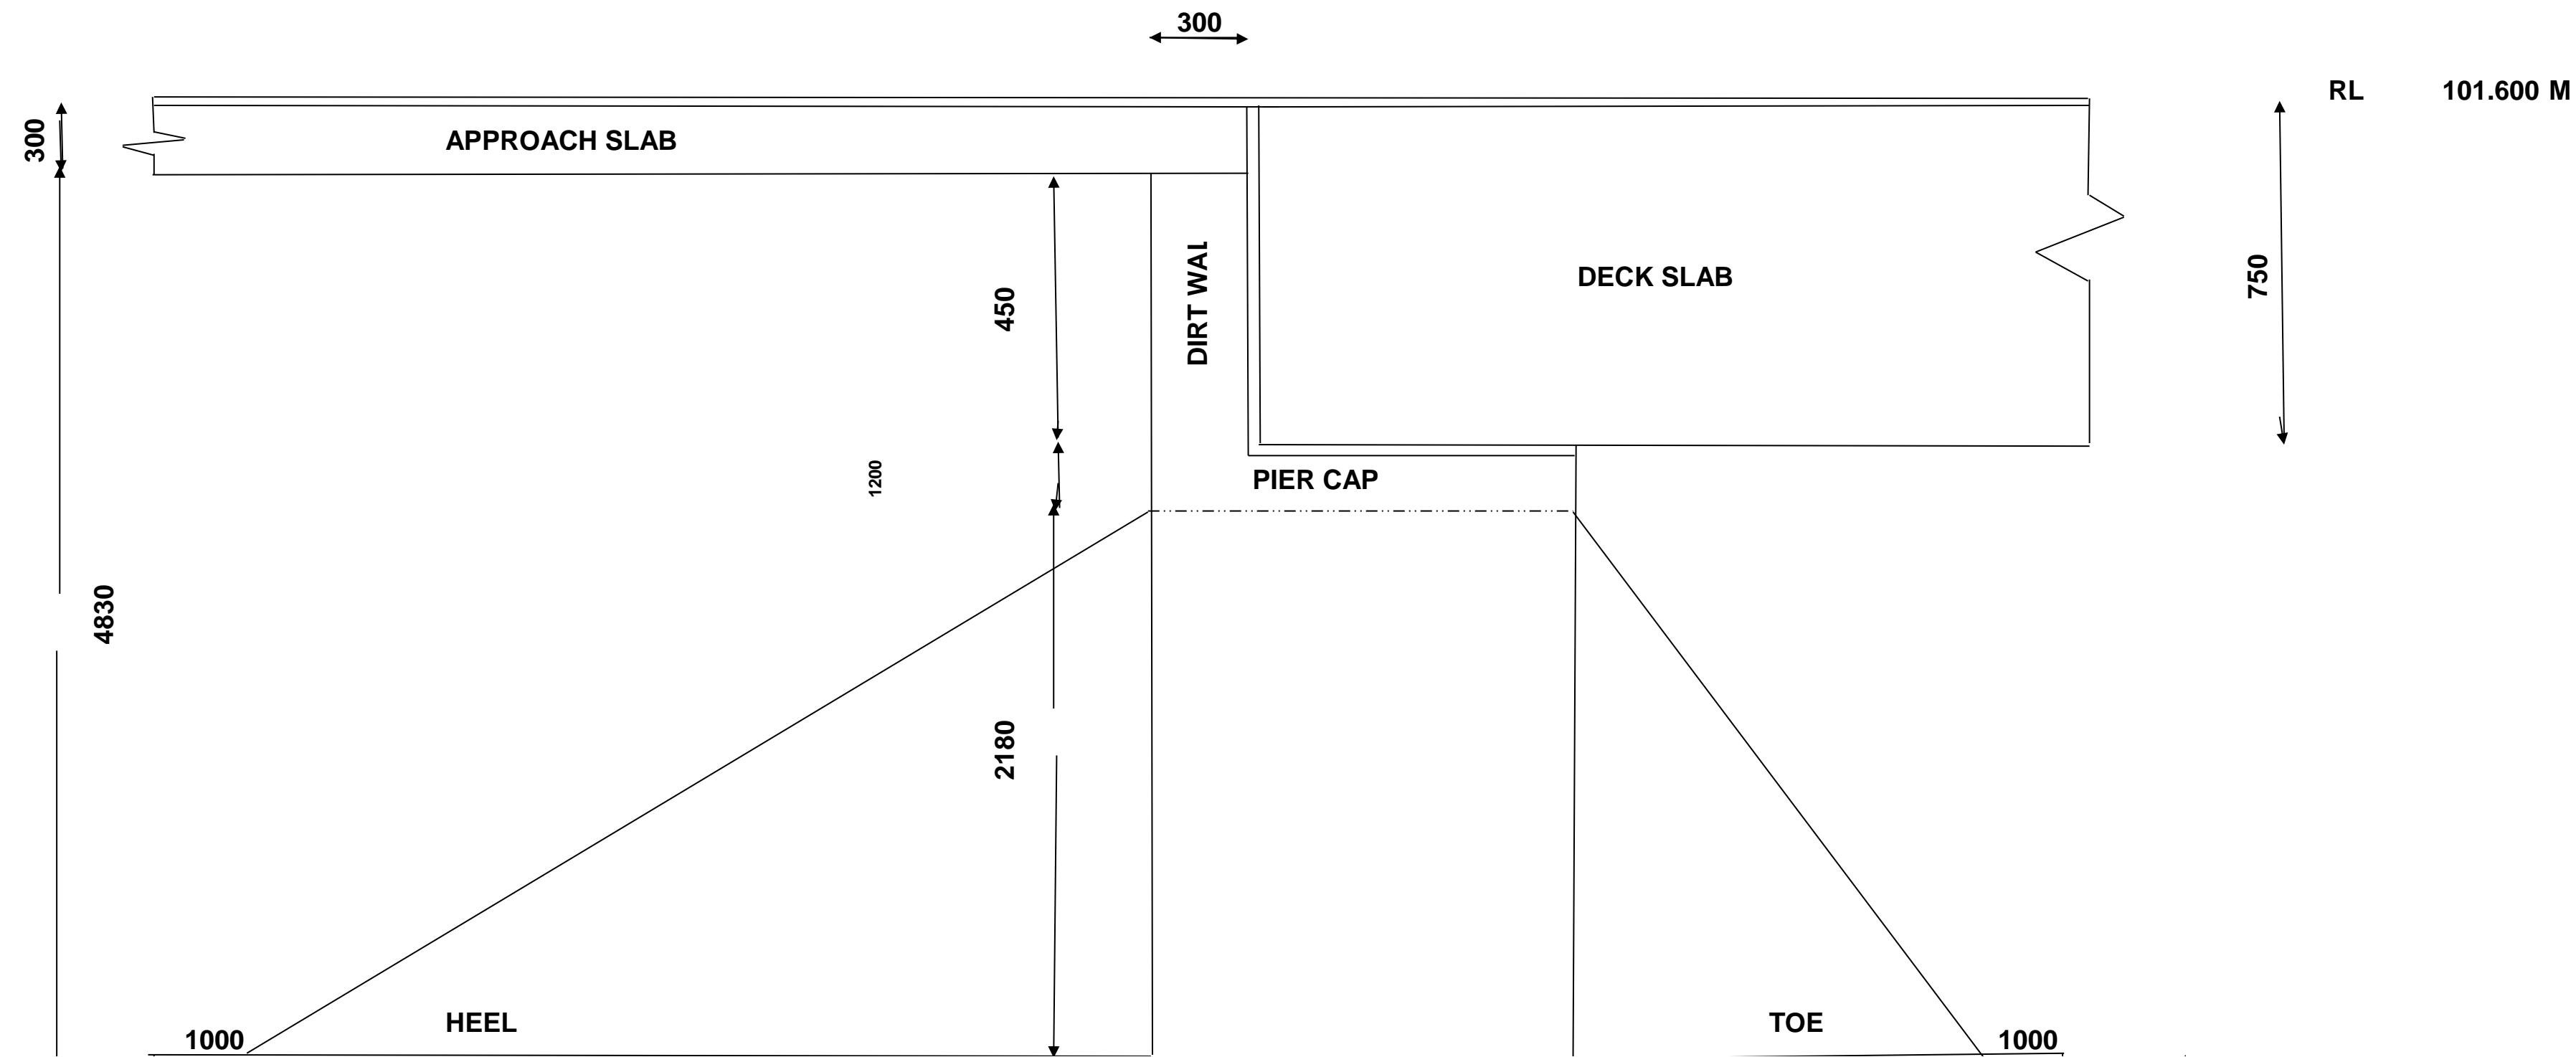 300
RL 101.600 M
300
APPROACH SLAB
DIRT WAL
DECK SLAB
750
450
1200
PIER CAP
4830
2180
HEEL
TOE
1000
1000